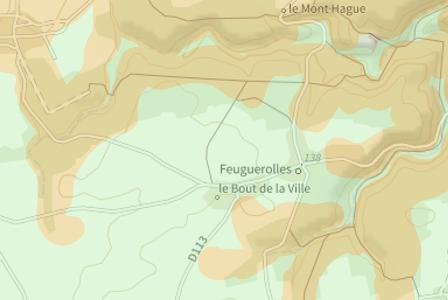 le Mont Hague
138
Feuguerolles
le Bout de la Ville
D113